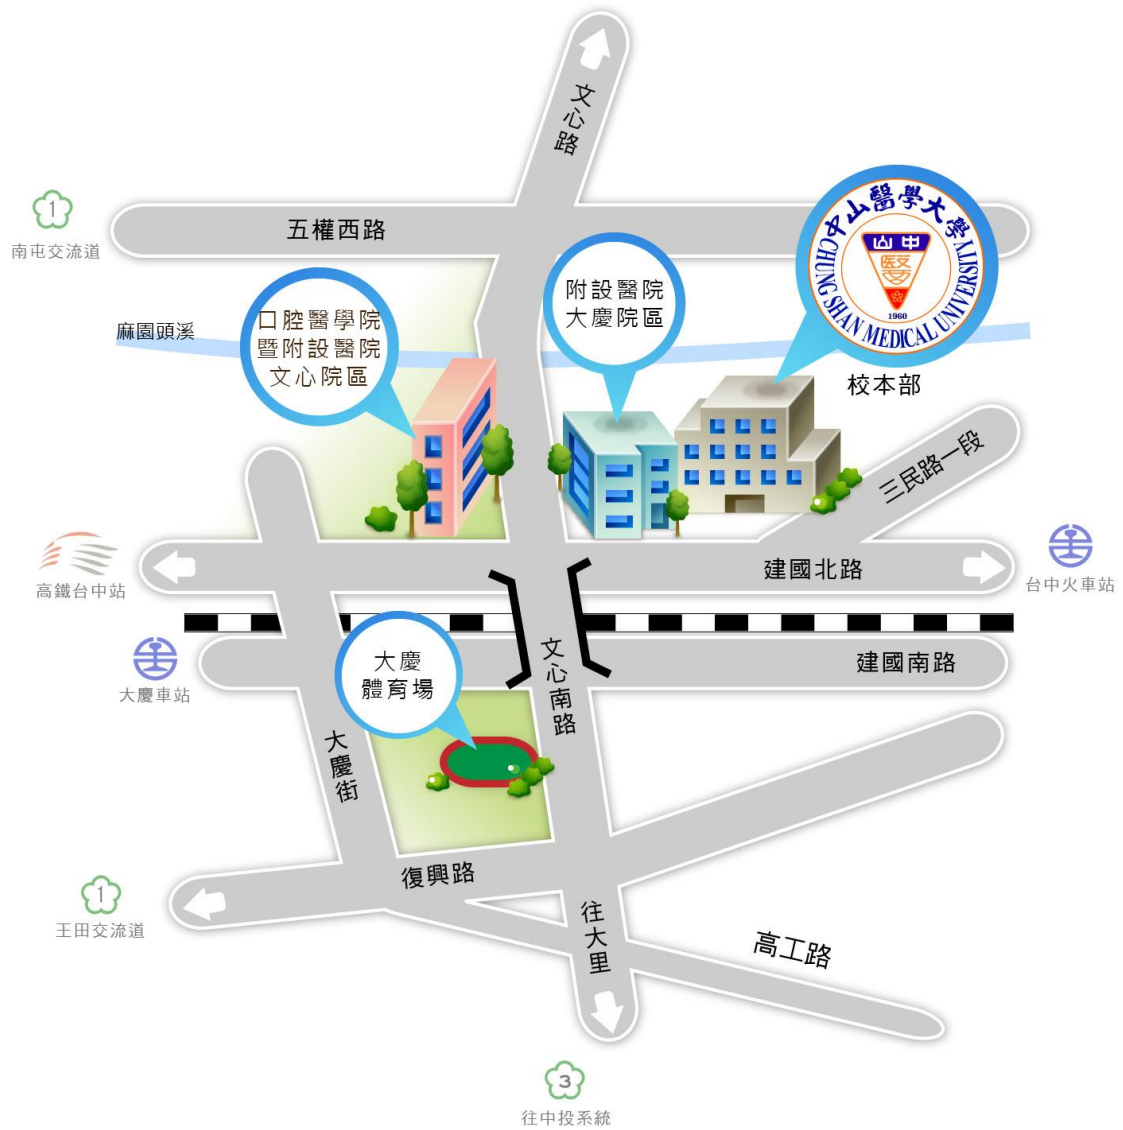 文心路
1
南屯交流道
五權西路
中山醫學大學
CHUNG SHAN MEDICAL UNIVERSITY
山中
醫
1960
校本部
附設醫院
大慶院區
口腔醫學院
暨附設醫院
文心院區
麻園頭溪
三民路一段
高鐵台中站
建國北路
台中火車站
大慶車站
建國南路
文心南路
大慶
體育場
大慶街
復興路
1
王田交流道
往大里
高工路
3
往中投系統